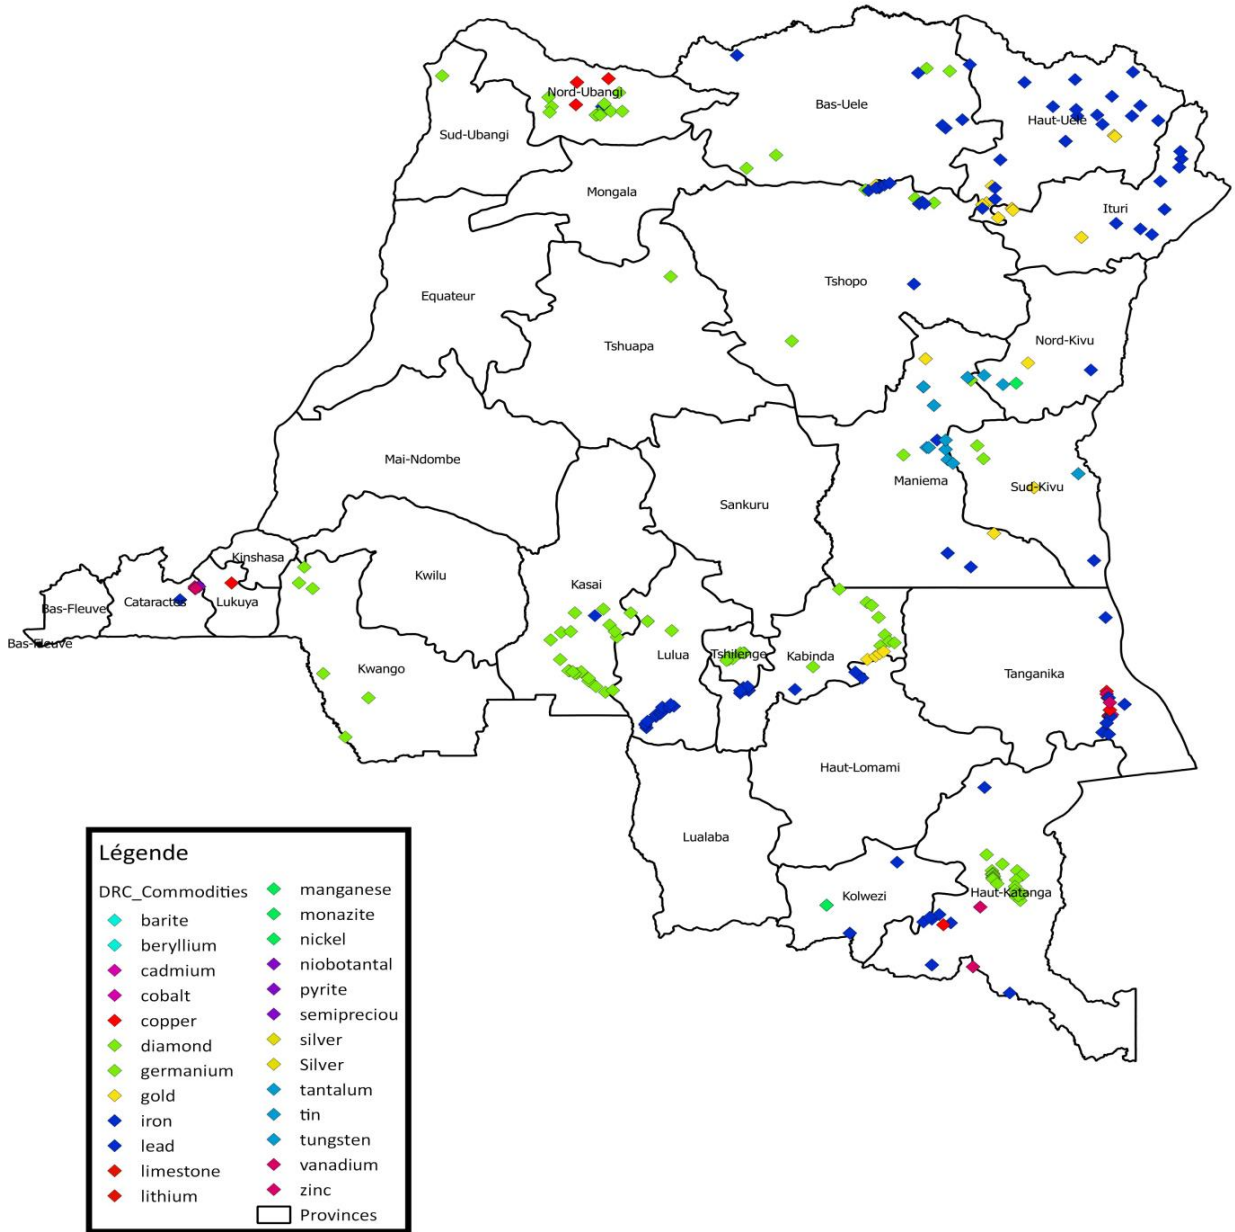 Nord-Ubangi
Bas-Uele
Haut-Uele
Sud-Ubangi
Mongala
Ituri
Tshopo
Equateur
Nord-Kivu
Tshuapa
Mai-Ndombe
Maniema
Sud-Kivu
Sankuru
Kinshasa
Kwilu
Kasai
Bas-Fleuve
Cataractes
Lukuya
Bas-Fleuve
Lulua
Tshilenge
Kabinda
Kwango
Tanganika
Haut-Lomami
Lualaba
Kolwezi
Haut-Katanga
Légende
DRC_Commodities
barite
beryllium
cadmium
cobalt
copper
diamond
germanium
gold
iron
lead
limestone
lithium
manganese
monazite
nickel
niobotantal
pyrite
semipreciou
silver
Silver
tantalum
tin
tungsten
vanadium
zinc
Provinces